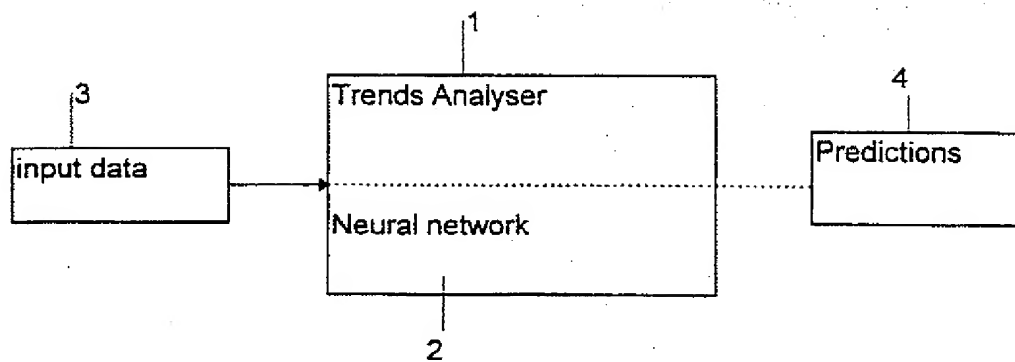 1
3
Trends Analyser
4
input data
Predictions
Neural network
2